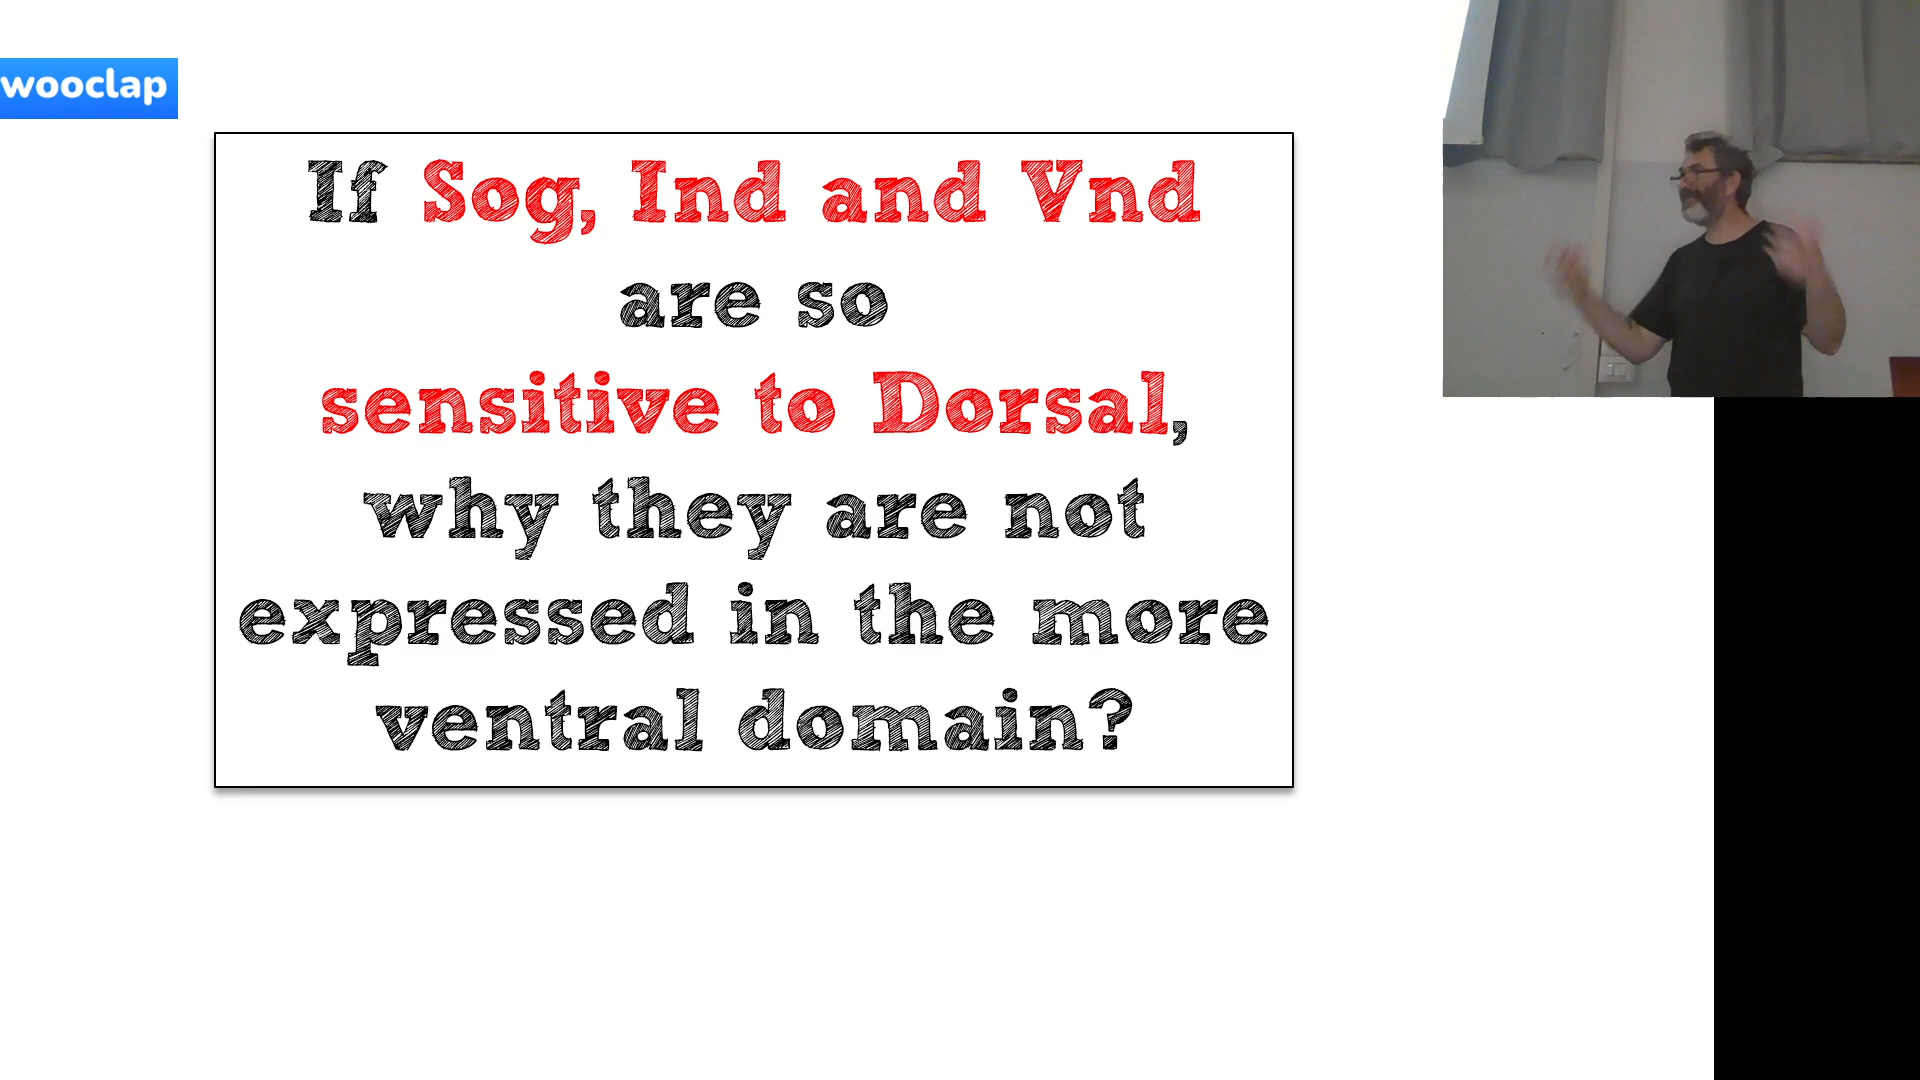 wooclap
If Sog, Ind and Vnd
are so
sensitive to Dorsal,
why they are not
expressed in the more
ventral domain?